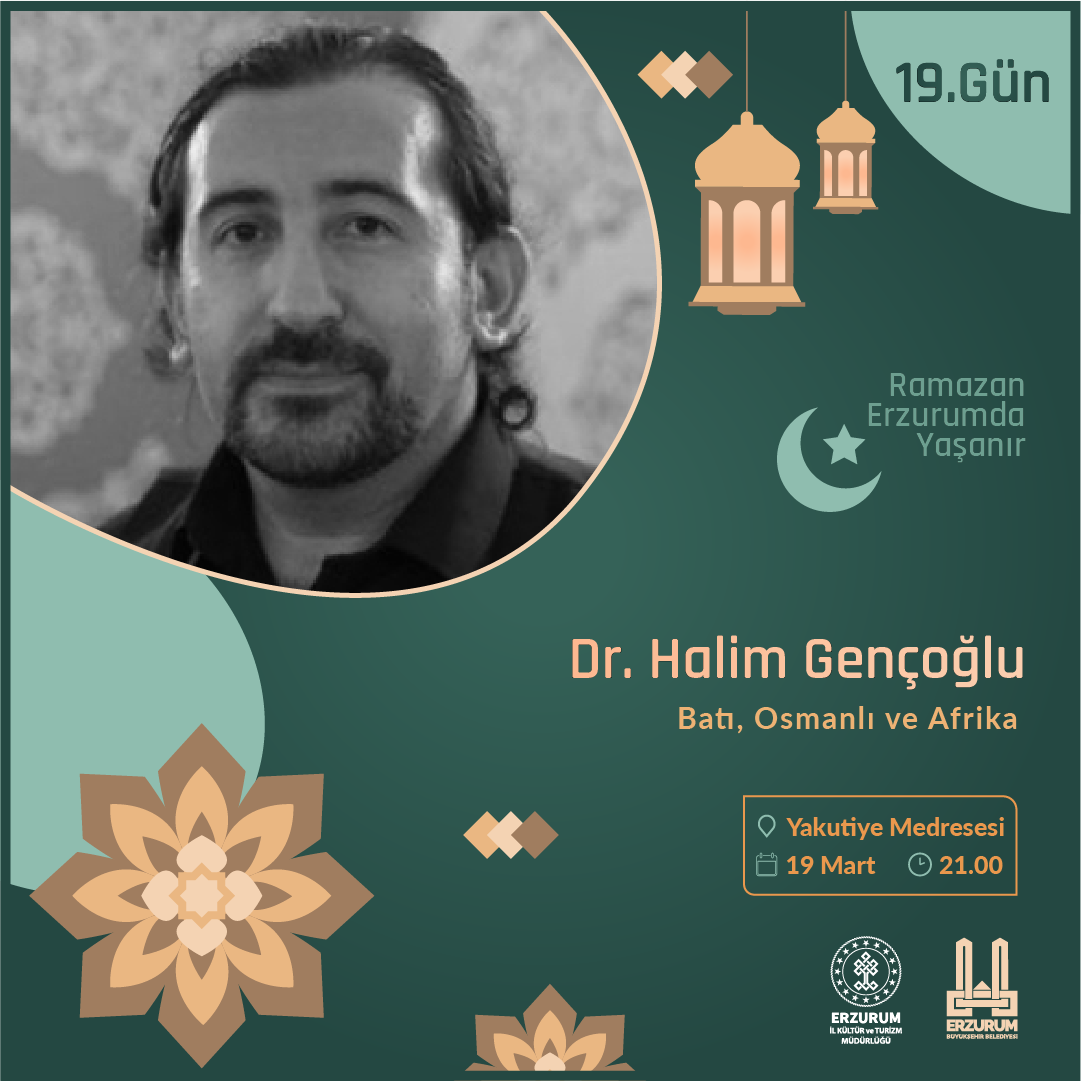 19.Gün
Ramazan
Erzurumda
Yaşanır
Dr. Halim Gençoğlu
Batı, Osmanlı ve Afrika
Yakutiye Medresesi
19 Mart 21.00
ERZURUM
İL KÜLTÜR ve TURİZM
MÜDÜRLÜĞÜ
ERZURUM
BÜYÜKŞEHİR BELEDİYESİ